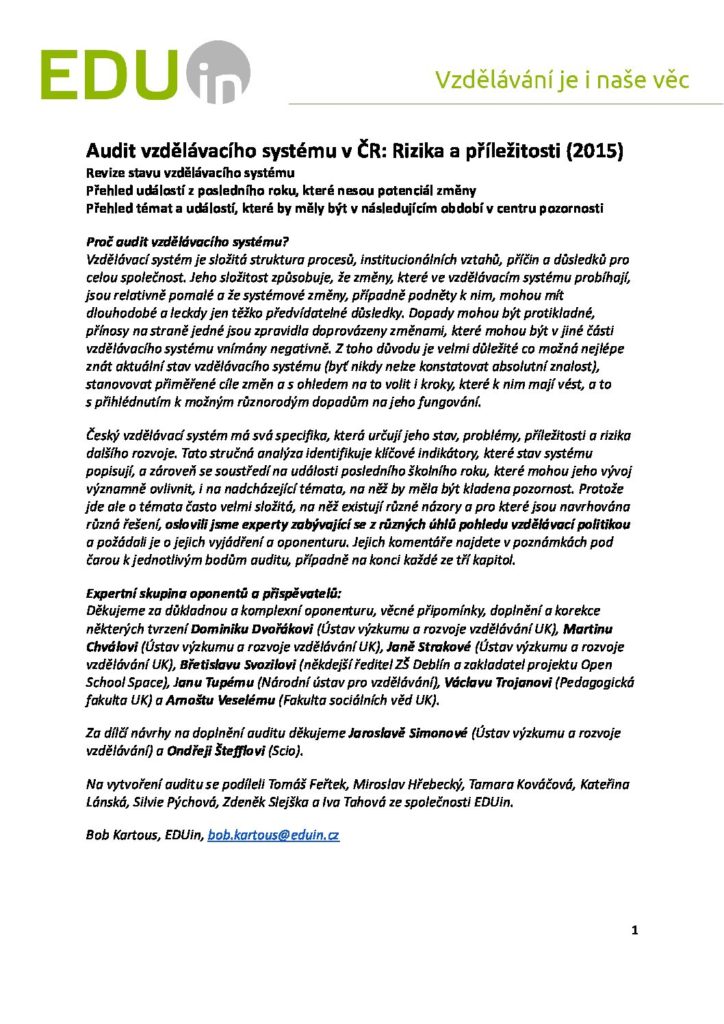 EDUin
Vzdělávání je i naše věc
Audit vzdělávacího systému v ČR: Rizika a příležitosti (2015)
Revize stavu vzdělávacího systému
Přehled událostí z posledního roku, které nesou potenciál změny
Přehled témat a událostí, které by měly být v následujícím období v centru pozornosti
Proč audit vzdělávacího systému?
Vzdělávací systém je složitá struktura procesů, institucionálních vztahů, příčin a důsledků pro
celou společnost. Jeho složitost způsobuje, že změny, které ve vzdělávacím systému probíhají,
jsou relativně pomalé a že systémové změny, případně podněty k nim, mohou mít
dlouhodobé a leckdy jen těžko předvídatelné důsledky. Dopady mohou být protikladné,
přínosy na straně jedné jsou zpravidla doprovázeny změnami, které mohou být v jiné části
vzdělávacího systému vnímány negativně. Z toho důvodu je velmi důležité co možná nejlépe
znát aktuální stav vzdělávacího systému (byť nikdy nelze konstatovat absolutní znalost),
stanovovat přiměřené cíle změn a s ohledem na to volit i kroky, které k nim mají vést, a to
s přihlédnutím k možným různorodým dopadům na jeho fungování.
Český vzdělávací systém má svá specifika, která určují jeho stav, problémy, příležitosti a rizika
dalšího rozvoje. Tato stručná analýza identifikuje klíčové indikátory, které stav systému
popisují, a zároveň se soustředí na události posledního školního roku, které mohou jeho vývoj
významně ovlivnit, i na nadcházející témata, na něž by měla být kladena pozornost. Protože
jde ale o témata často velmi složitá, na něž existují různé názory a pro které jsou navrhována
různá řešení, oslovili jsme experty zabývající se z různých úhlů pohledu vzdělávací politikou
a požádali je o jejich vyjádření a oponenturu. Jejich komentáře najdete v poznámkách pod
čarou k jednotlivým bodům auditu, případně na konci každé ze tří kapitol.
Expertní skupina oponentů a přispěvatelů:
Děkujeme za důkladnou a komplexní oponenturu, věcné připomínky, doplnění a korekce
některých tvrzení Dominiku Dvořákovi (Ústav výzkumu a rozvoje vzdělávání UK), Martinu
Chválovi (Ústav výzkumu a rozvoje vzdělávání UK), Janě Strakové (Ústav výzkumu a rozvoje
vzdělávání UK), Břetislavu Svozilovi (někdejší ředitel ZŠ Deblín a zakladatel projektu Open
School Space), Janu Tupému (Národní ústav pro vzdělávání), Václavu Trojanovi (Pedagogická
fakulta UK) a Arnoštu Veselému (Fakulta sociálních věd UK).
Za dílčí návrhy na doplnění auditu děkujeme Jaroslavě Simonové (Ústav výzkumu a rozvoje
vzdělávání) a Ondřeji Štefflovi (Scio).
Na vytvoření auditu se podíleli Tomáš Feřtek, Miroslav Hřebecký, Tamara Kováčová, Kateřina
Lánská, Silvie Pýchová, Zdeněk Slejška a Iva Tahová ze společnosti EDUin.
Bob Kartous, EDUin, bob.kartous@eduin.cz
1